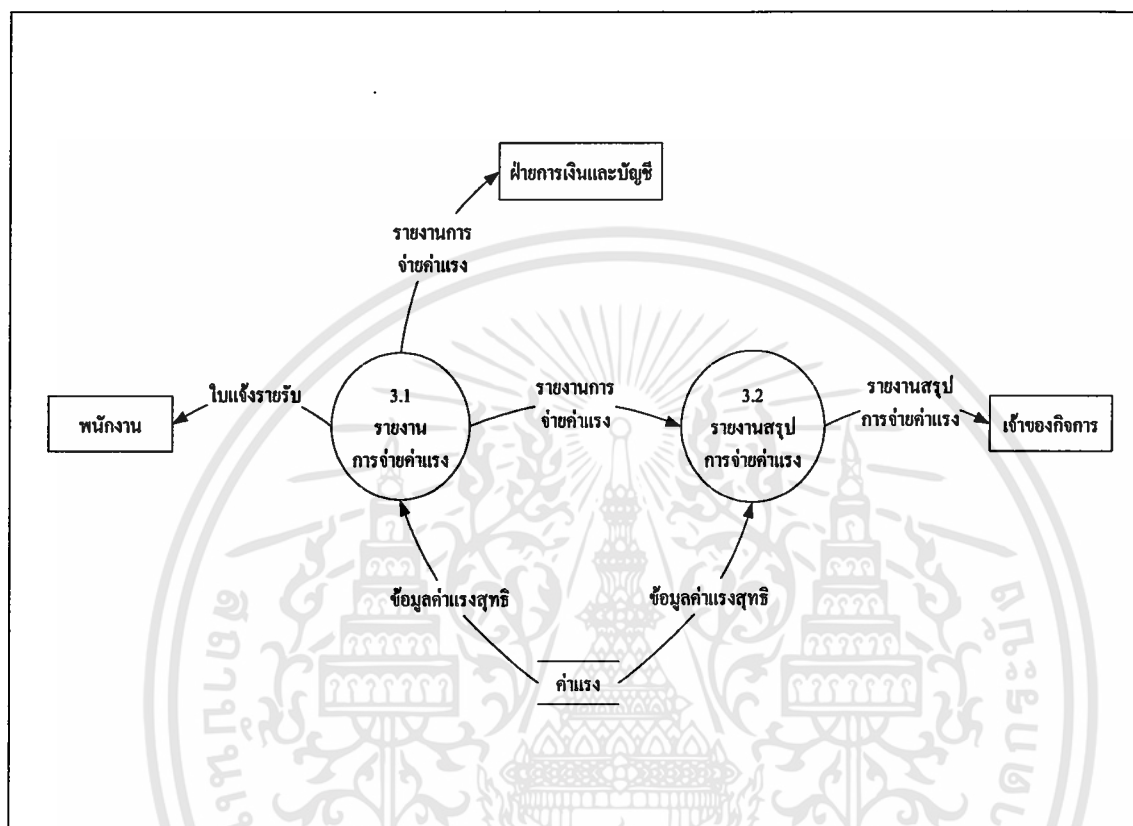 ฝ่ายการเงินและบัญชี
รายงานการ
จ่ายค่าแรง
พนักงาน
ใบแจ้งรายรับ
3.1
รายงาน
การจ่ายค่าแรง
รายงานการ
จ่ายค่าแรง
3.2
รายงานสรุป
การจ่ายค่าแรง
รายงานสรุป
การจ่ายค่าแรง
เจ้าของกิจการ
ข้อมูลค่าแรงสุทธิ
ข้อมูลค่าแรงสุทธิ
ค่าแรง